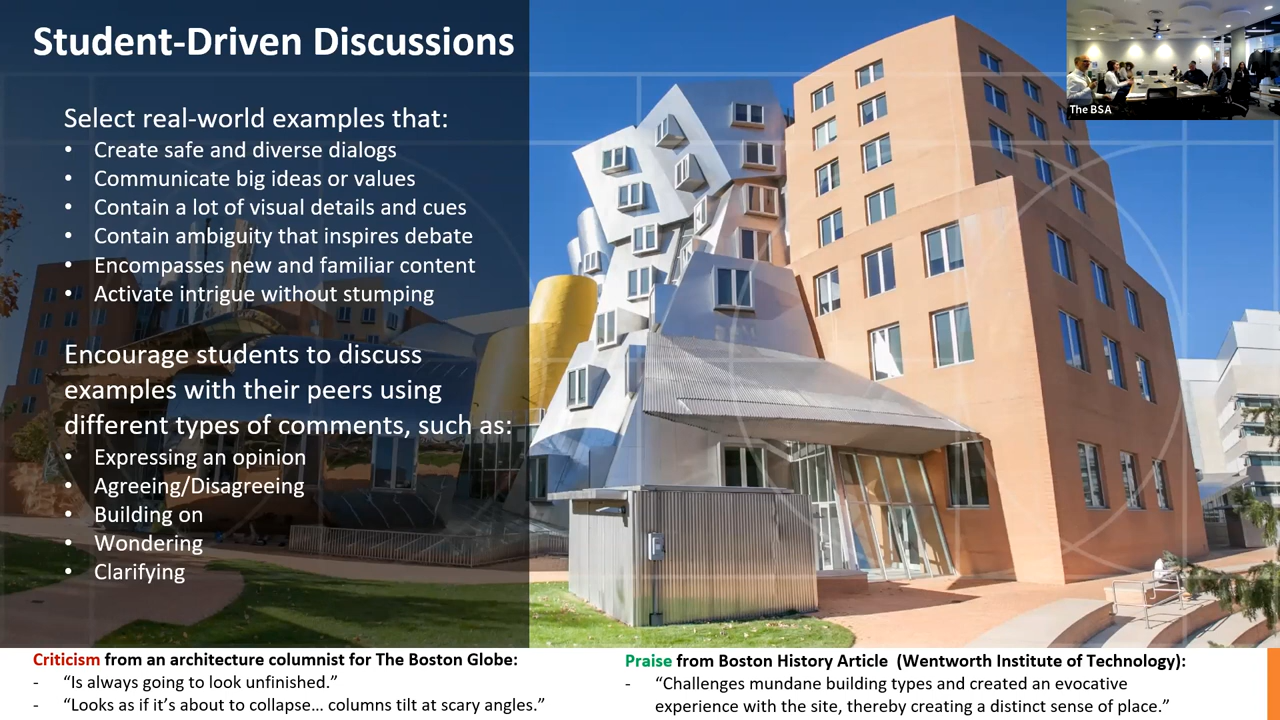 Student-Driven Discussions
Select real-world examples that:
• Create safe and diverse dialogs
• Communicate big ideas or values
• Contain a lot of visual details and cues
• Contain ambiguity that inspires debate
• Encompasses new and familiar content
• Activate intrigue without stumping
Encourage students to discuss
examples with their peers using
different types of comments, such as:
• Expressing an opinion
• Agreeing/Disagreeing
• Building on
• Wondering
• Clarifying
The BSA
Criticism from an architecture columnist for The Boston Globe:
- “Is always going to look unfinished.”
- “Looks as if it’s about to collapse… columns tilt at scary angles.”
Praise from Boston History Article (Wentworth Institute of Technology):
- “Challenges mundane building types and created an evocative
experience with the site, thereby creating a distinct sense of place.”